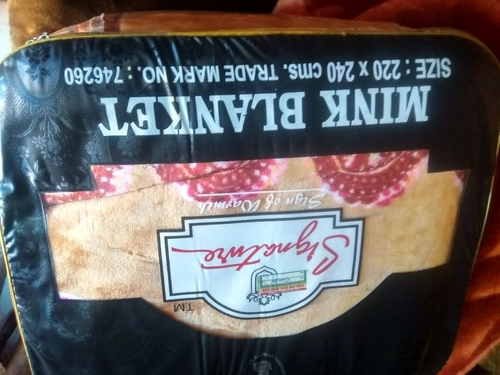 TM
Signature
Sign of Warmth
MINK BLANKET
SIZE : 220 x 240 cms. TRADE MARK NO. : 746260